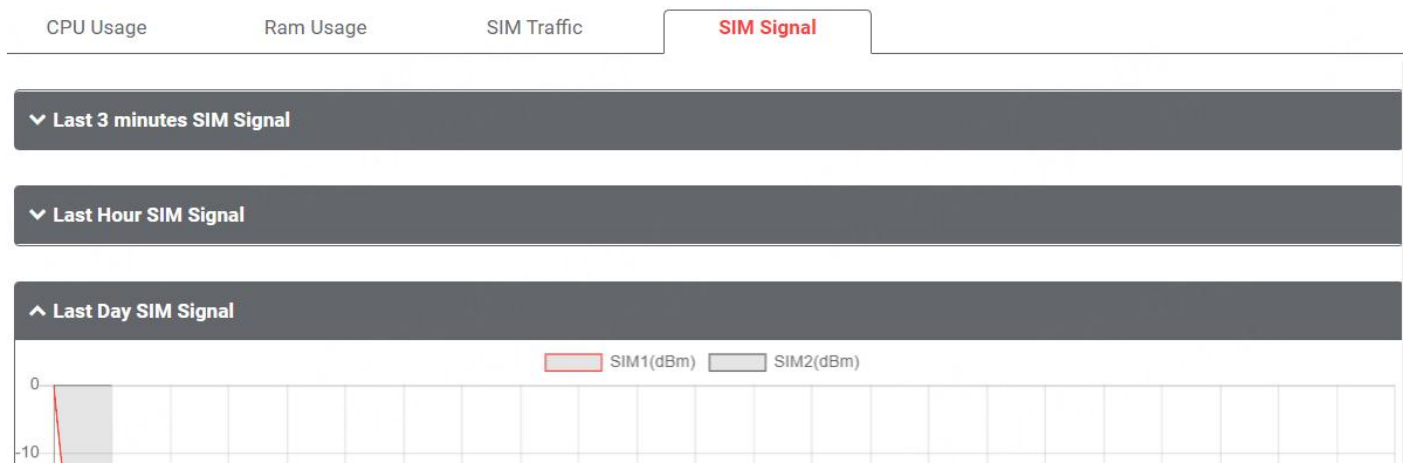 CPU Usage Ram Usage SIM Traffic SIM Signal
Last 3 minutes SIM Signal
Last Hour SIM Signal
Last Day SIM Signal
SIM1(dBm) SIM2(dBm)
0
-10